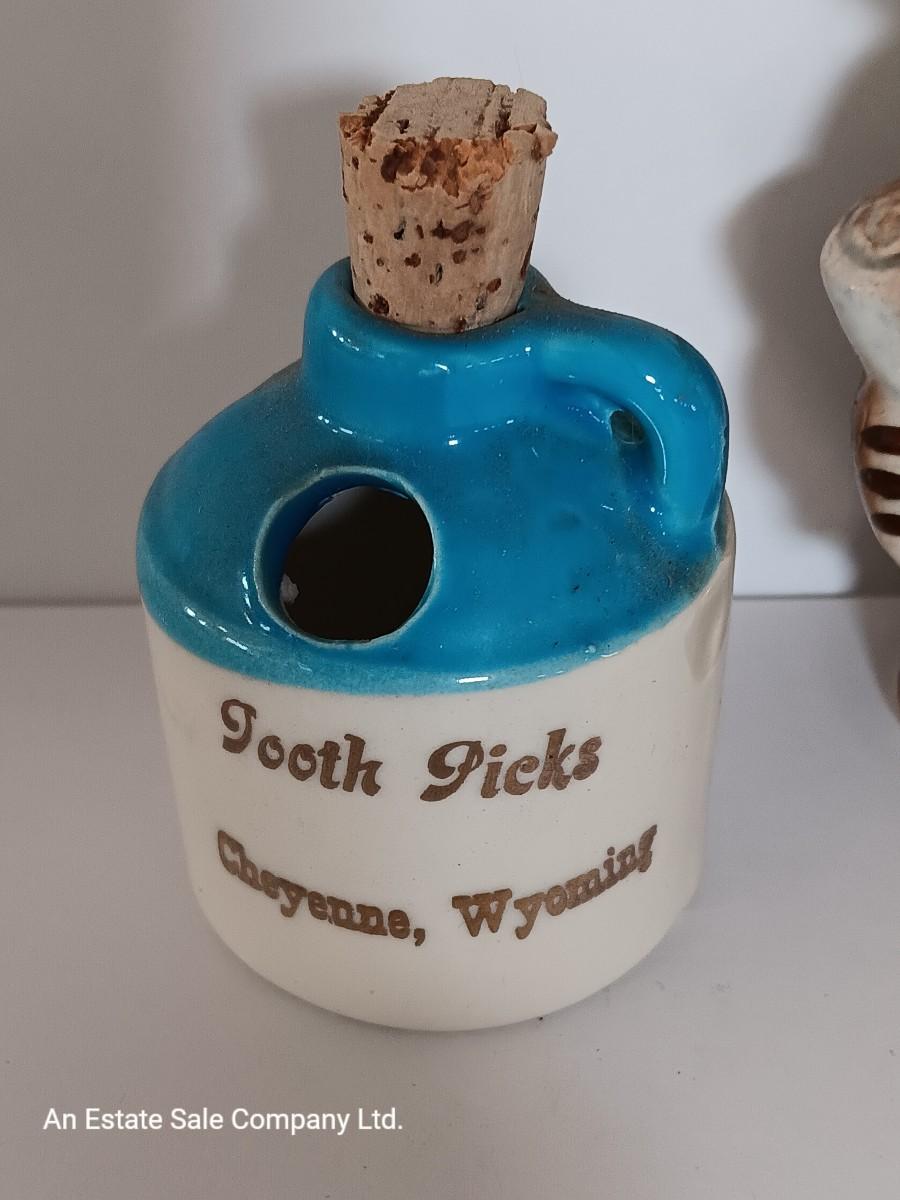 Tooth Picks
Cheyenne, Wyoming
An Estate Sale Company Ltd.